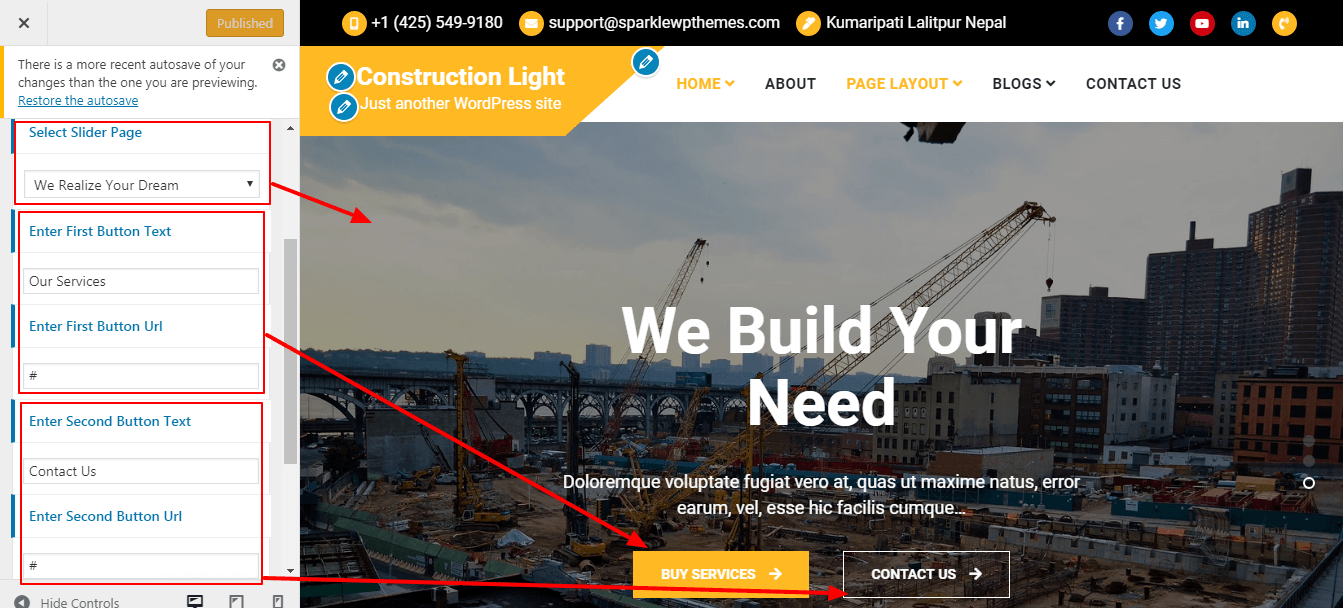 Published
There is a more recent autosave of your
changes than the one you are previewing.
Restore the autosave
Select Slider Page
We Realize Your Dream
Enter First Button Text
Our Services
Enter First Button Url
#
Enter Second Button Text
Contact Us
Enter Second Button Url
#
Hide Controls
+1 (425) 549-9180 support@sparklewpthemes.com Kumaripati Lalitpur Nepal
Construction Light
Just another WordPress site
HOME ABOUT PAGE LAYOUT BLOGS CONTACT US
We Build Your
Need
Doloremque voluptate fugiat vero at, quas ut maxime natus, error
earum, vel, esse hic facilis cumque...
BUY SERVICES CONTACT US